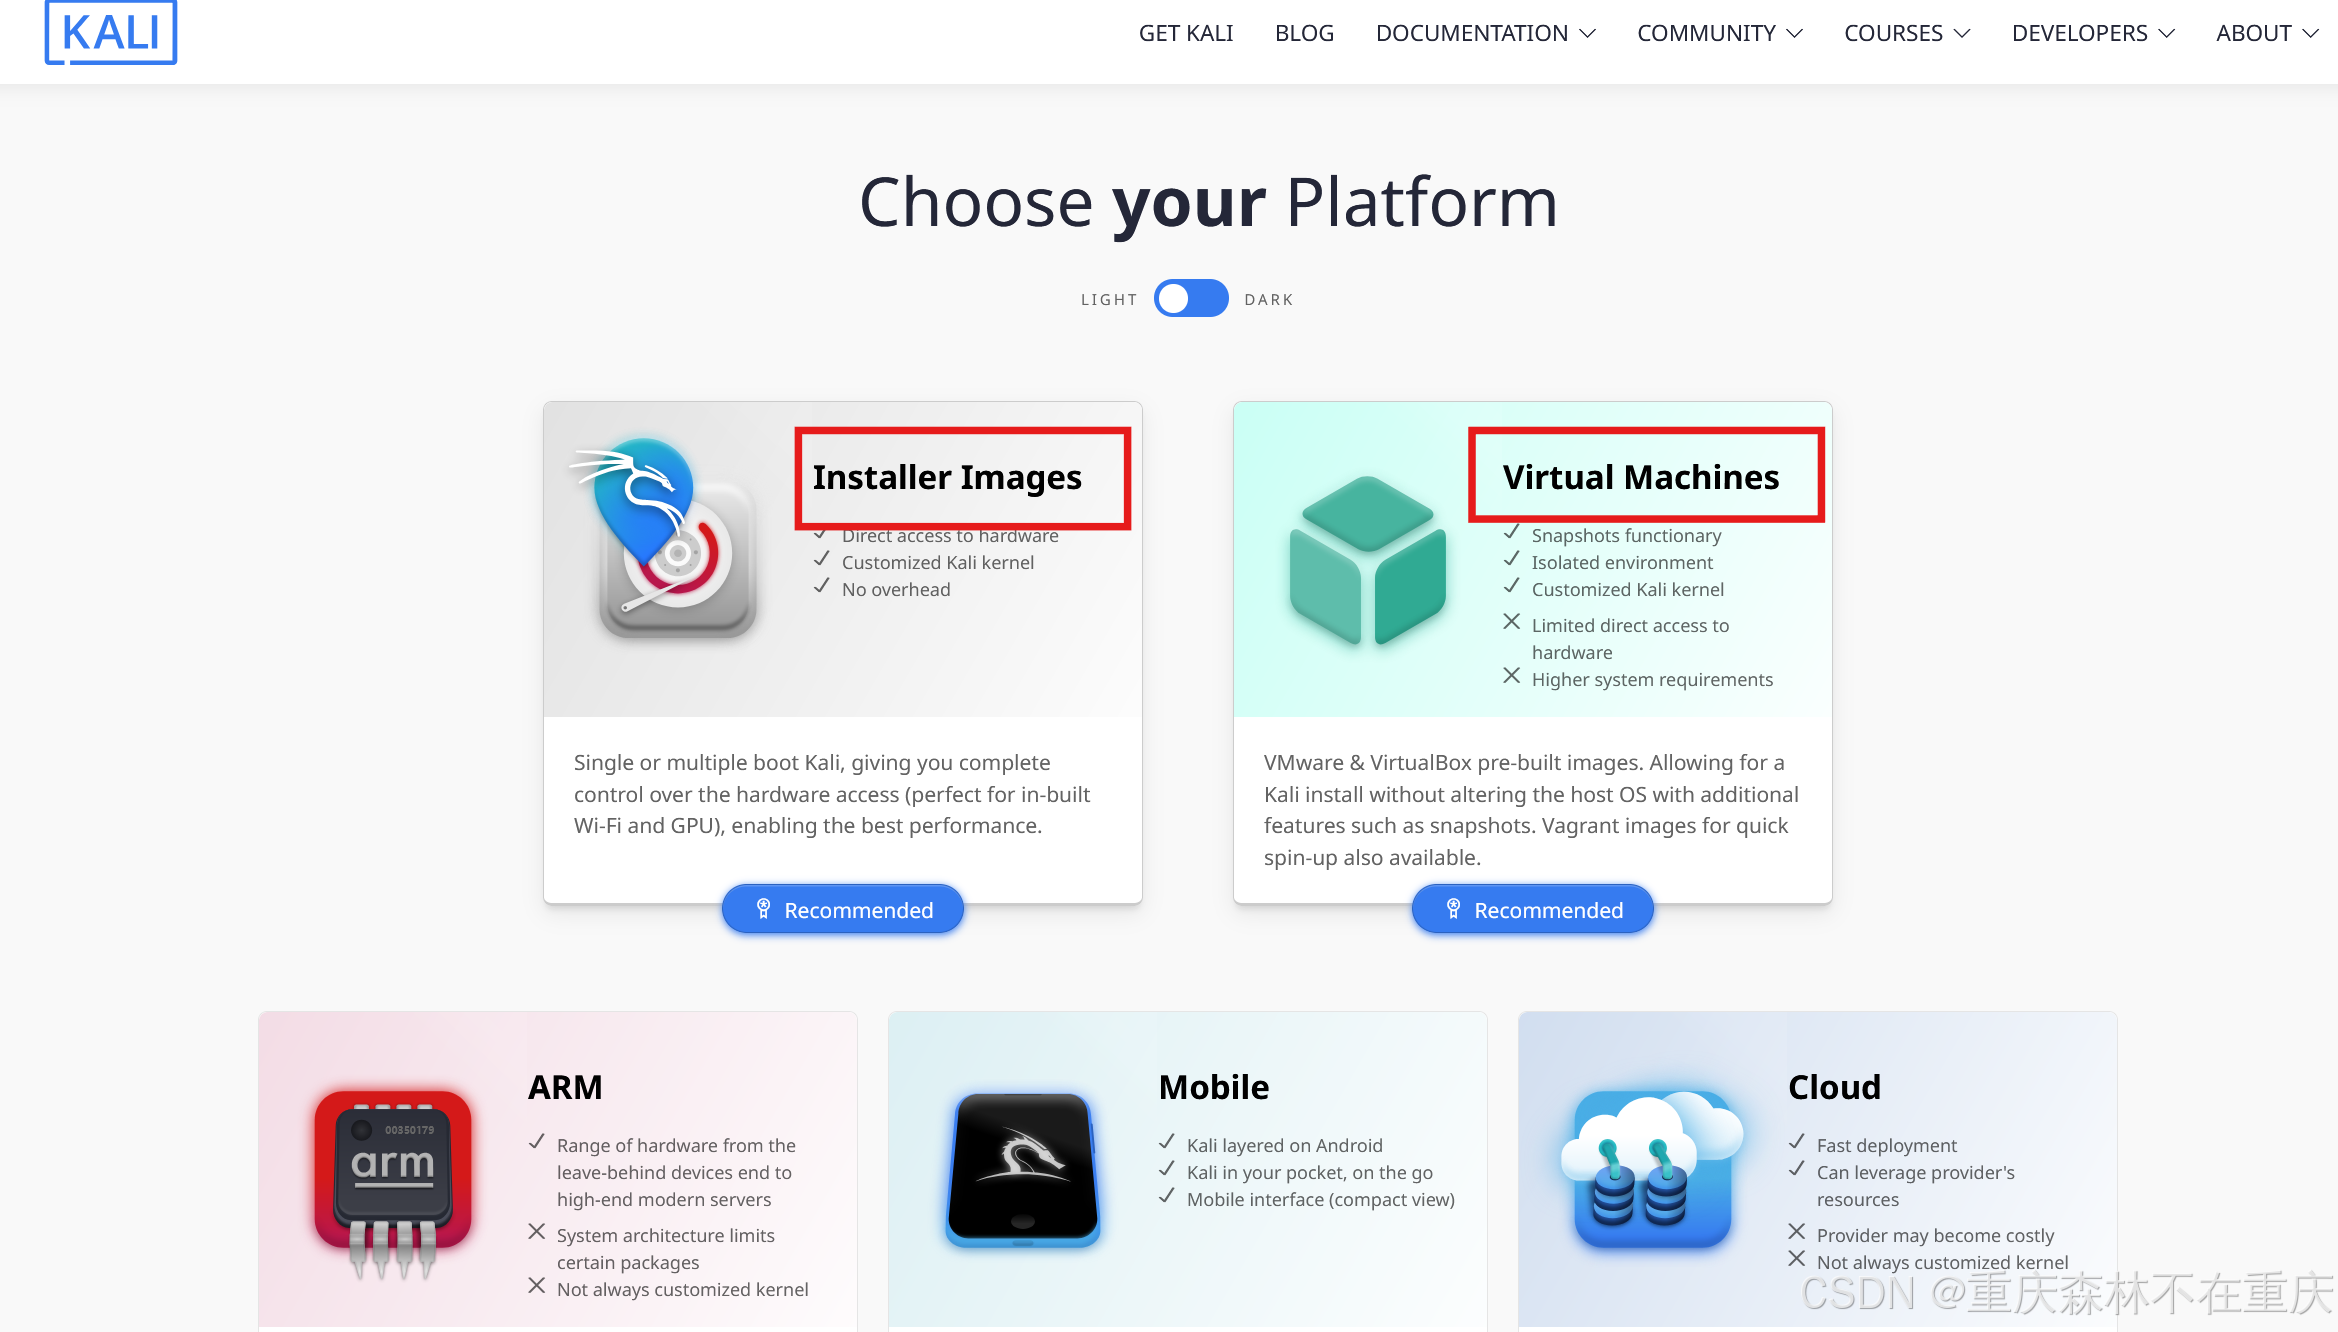 KALI
GET KALI
BLOG
DOCUMENTATION
COMMUNITY
COURSES
DEVELOPERS
ABOUT
Choose your Platform
LIGHT
DARK
Installer Images
Direct access to hardware
Customized Kali kernel
No overhead
Single or multiple boot Kali, giving you complete
control over the hardware access (perfect for in-built
Wi-Fi and GPU), enabling the best performance.
Recommended
Virtual Machines
Snapshots functionary
Isolated environment
Customized Kali kernel
Limited direct access to
hardware
Higher system requirements
VMware & VirtualBox pre-built images. Allowing for a
Kali install without altering the host OS with additional
features such as snapshots. Vagrant images for quick
spin-up also available.
Recommended
00350179
arm
ARM
Range of hardware from the
leave-behind devices end to
high-end modern servers
System architecture limits
certain packages
Not always customized kernel
Mobile
Kali layered on Android
Kali in your pocket, on the go
Mobile interface (compact view)
Cloud
Fast deployment
Can leverage provider's
resources
Provider may become costly
Not always customized kernel
CSDN @重庆森林不在重庆